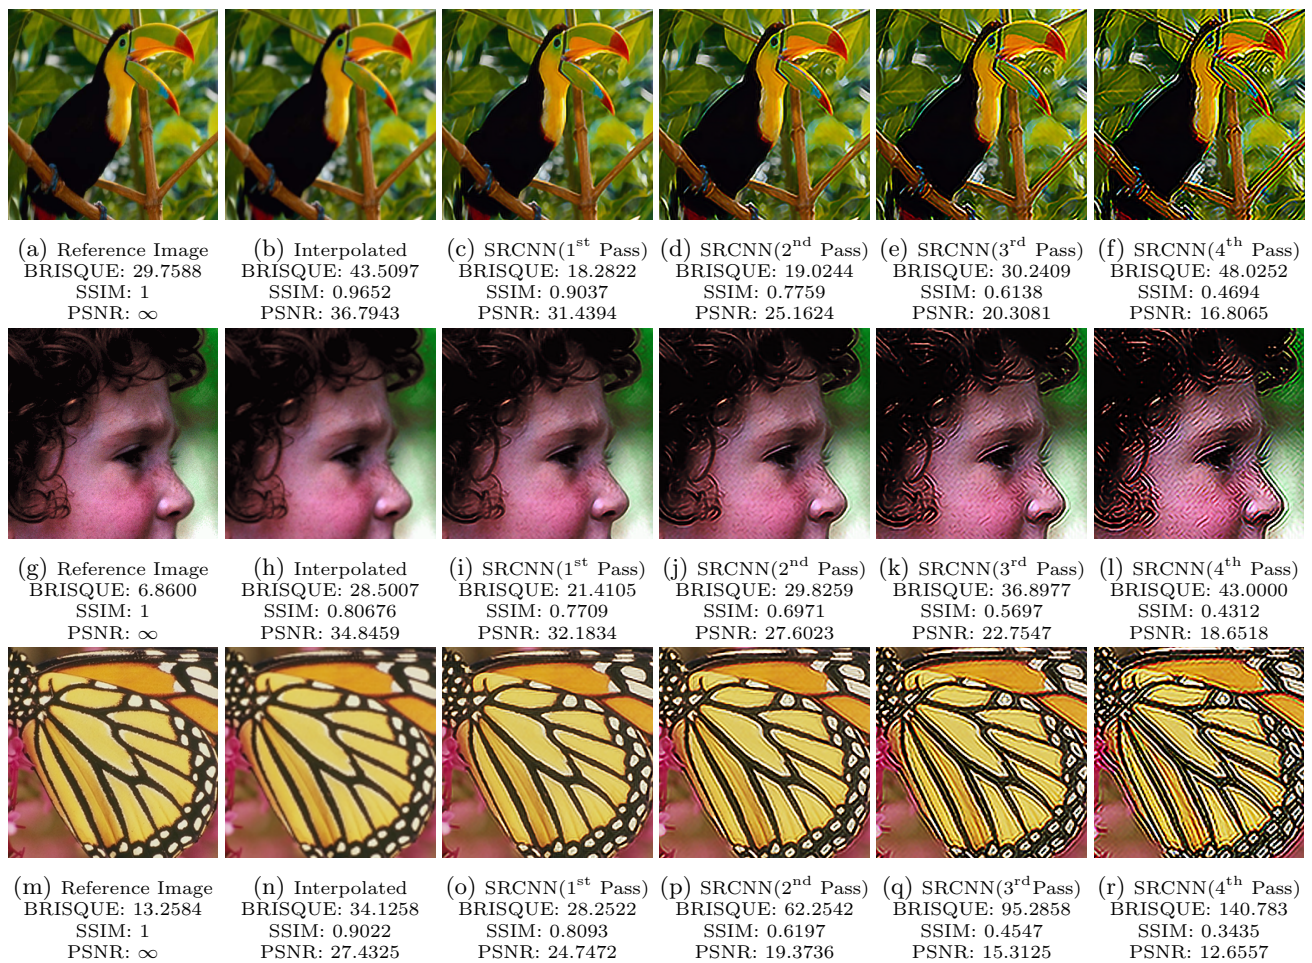 (a) Reference Image
BRISQUE: 29.7588
SSIM: 1
PSNR: ∞
(b) Interpolated
BRISQUE: 43.5097
SSIM: 0.9652
PSNR: 36.7943
(c) SRCNN(1st Pass)
BRISQUE: 18.2822
SSIM: 0.9037
PSNR: 31.4394
(d) SRCNN(2nd Pass)
BRISQUE: 19.0244
SSIM: 0.7759
PSNR: 25.1624
(e) SRCNN(3rd Pass)
BRISQUE: 30.2409
SSIM: 0.6138
PSNR: 20.3081
(f) SRCNN(4th Pass)
BRISQUE: 48.0252
SSIM: 0.4694
PSNR: 16.8065
(g) Reference Image
BRISQUE: 6.8600
SSIM: 1
PSNR: ∞
(h) Interpolated
BRISQUE: 28.5007
SSIM: 0.80676
PSNR: 34.8459
(i) SRCNN(1st Pass)
BRISQUE: 21.4105
SSIM: 0.7709
PSNR: 32.1834
(j) SRCNN(2nd Pass)
BRISQUE: 29.8259
SSIM: 0.6971
PSNR: 27.6023
(k) SRCNN(3rd Pass)
BRISQUE: 36.8977
SSIM: 0.5697
PSNR: 22.7547
(l) SRCNN(4th Pass)
BRISQUE: 43.0000
SSIM: 0.4312
PSNR: 18.6518
(m) Reference Image
BRISQUE: 13.2584
SSIM: 1
PSNR: ∞
(n) Interpolated
BRISQUE: 34.1258
SSIM: 0.9022
PSNR: 27.4325
(o) SRCNN(1st Pass)
BRISQUE: 28.2522
SSIM: 0.8093
PSNR: 24.7472
(p) SRCNN(2nd Pass)
BRISQUE: 62.2542
SSIM: 0.6197
PSNR: 19.3736
(q) SRCNN(3rdPass)
BRISQUE: 95.2858
SSIM: 0.4547
PSNR: 15.3125
(r) SRCNN(4th Pass)
BRISQUE: 140.783
SSIM: 0.3435
PSNR: 12.6557